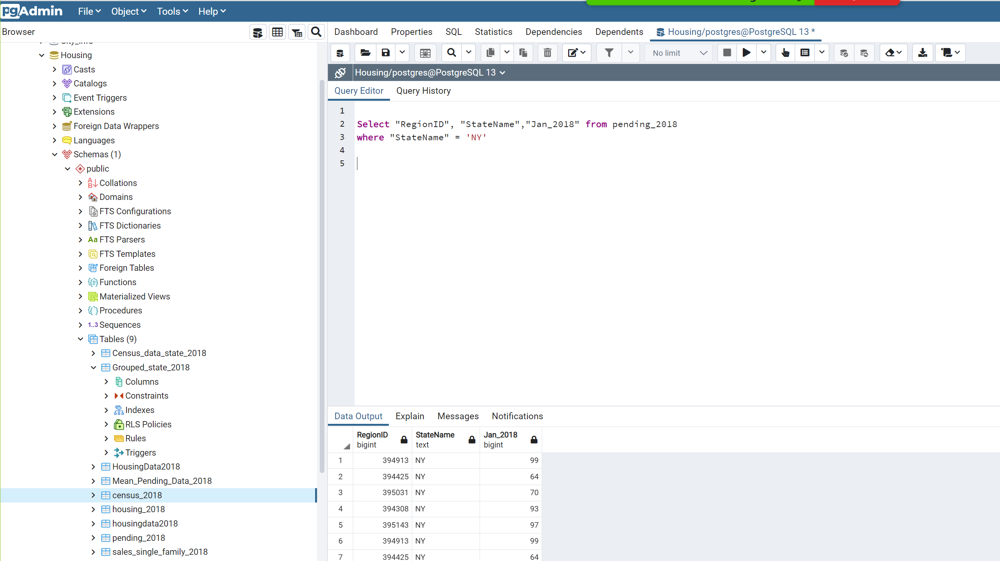 pgAdmin File Object Tools Help
Browser
Dashboard Properties SQL Statistics Dependencies Dependents Housing/postgres@PostgreSQL 13 *
No limit
Housing/postgres@PostgreSQL 13
Query Editor Query History
City_info
Housing
Casts
Catalogs
Event Triggers
Extensions
Foreign Data Wrappers
Languages
Schemas (1)
public
Collations
Domains
FTS Configurations
FTS Dictionaries
Aa FTS Parsers
FTS Templates
Foreign Tables
Functions
Materialized Views
Procedures
1..3 Sequences
Tables (9)
Census_data_state_2018
Grouped_state_2018
Columns
Constraints
Indexes
RLS Policies
Rules
Triggers
HousingData2018
Mean_Pending_Data_2018
census_2018
housing_2018
housingdata2018
pending_2018
sales_single_family_2018
1
2 Select "RegionID", "StateName","Jan_2018" from pending_2018
3 where "StateName" = 'NY'
4
5
Data Output Explain Messages Notifications
RegionID StateName Jan_2018
bigint text bigint
1 394913 NY 99
2 394425 NY 64
3 395031 NY 70
4 394308 NY 93
5 395143 NY 97
6 394913 NY 99
7 394425 NY 64